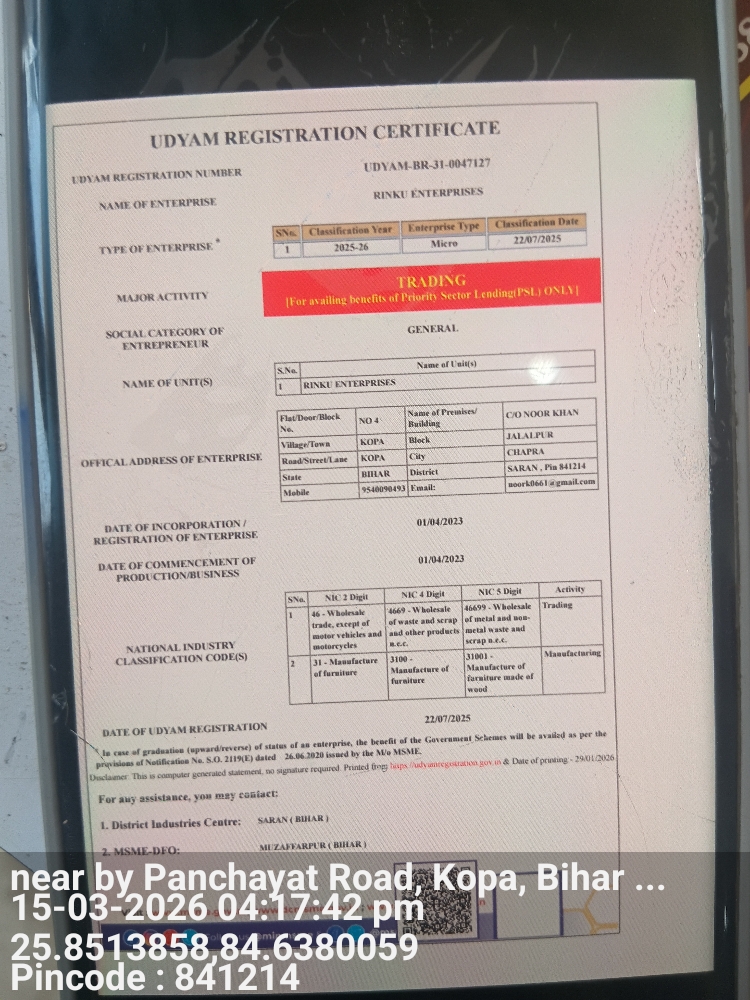 UDYAM REGISTRATION CERTIFICATE
UDYAM REGISTRATION NUMBER UDYAM-BR-31-0047127
NAME OF ENTERPRISE RINKU ENTERPRISES
TYPE OF ENTERPRISE *
SNo. Classification Year Enterprise Type Classification Date
1 2025-26 Micro 22/07/2025
MAJOR ACTIVITY
TRADING
[For availing benefits of Priority Sector Lending(PSL) ONLY]
SOCIAL CATEGORY OF
ENTREPRENEUR
GENERAL
NAME OF UNIT(S)
S.No. Name of Unit(s)
1 RINKU ENTERPRISES
OFFICAL ADDRESS OF ENTERPRISE
Flat/Door/Block No. NO 4 Name of Premises/ Building C/O NOOR KHAN
Village/Town KOPA Block JALALPUR
Road/Street/Lane KOPA City CHAPRA
State BIHAR District SARAN , Pin 841214
Mobile 9540090493 Email: noork0661@gmail.com
DATE OF INCORPORATION /
REGISTRATION OF ENTERPRISE
01/04/2023
DATE OF COMMENCEMENT OF
PRODUCTION/BUSINESS
01/04/2023
NATIONAL INDUSTRY
CLASSIFICATION CODE(S)
SNo. NIC 2 Digit NIC 4 Digit NIC 5 Digit Activity
1 46 - Wholesale trade, except of motor vehicles and motorcycles 4669 - Wholesale of waste and scrap and other products n.e.c. 46699 - Wholesale of metal and non-metal waste and scrap n.e.c. Trading
2 31 - Manufacture of furniture 3100 - Manufacture of furniture 31001 - Manufacture of furniture made of wood Manufacturing
DATE OF UDYAM REGISTRATION 22/07/2025
* In case of graduation (upward/reverse) of status of an enterprise, the benefit of the Government Schemes will be availed as per the
provisions of Notification No. S.O. 2119(E) dated 26.06.2020 issued by the M/o MSME.
Disclaimer: This is computer generated statement, no signature required. Printed from https://udyamregistration.gov.in & Date of printing:- 29/01/2026
For any assistance, you may contact:
1. District Industries Centre: SARAN ( BIHAR )
2. MSME-DFO: MUZAFFARPUR ( BIHAR )
near by Panchayat Road, Kopa, Bihar ...
15-03-2026 04:17:42 pm
25.8513858,84.6380059
Pincode : 841214